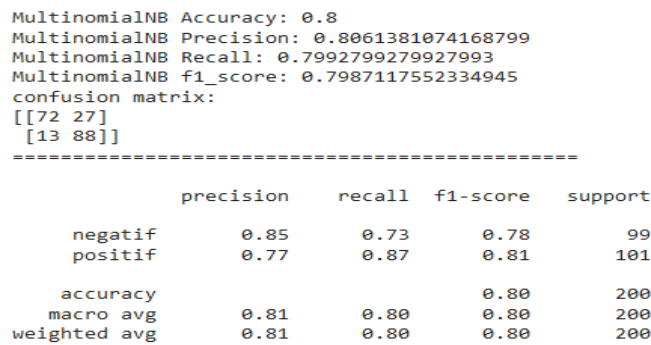 MultinomialNB Accuracy: 0.8
MultinomialNB Precision: 0.8061381074168799
MultinomialNB Recall: 0.7992799279927993
MultinomialNB f1_score: 0.7987117552334945
confusion matrix:
[[72 27]
 [13 88]]
===============================================
precision recall f1-score support
negatif 0.85 0.73 0.78 99
positif 0.77 0.87 0.81 101
accuracy 0.80 200
macro avg 0.81 0.80 0.80 200
weighted avg 0.81 0.80 0.80 200